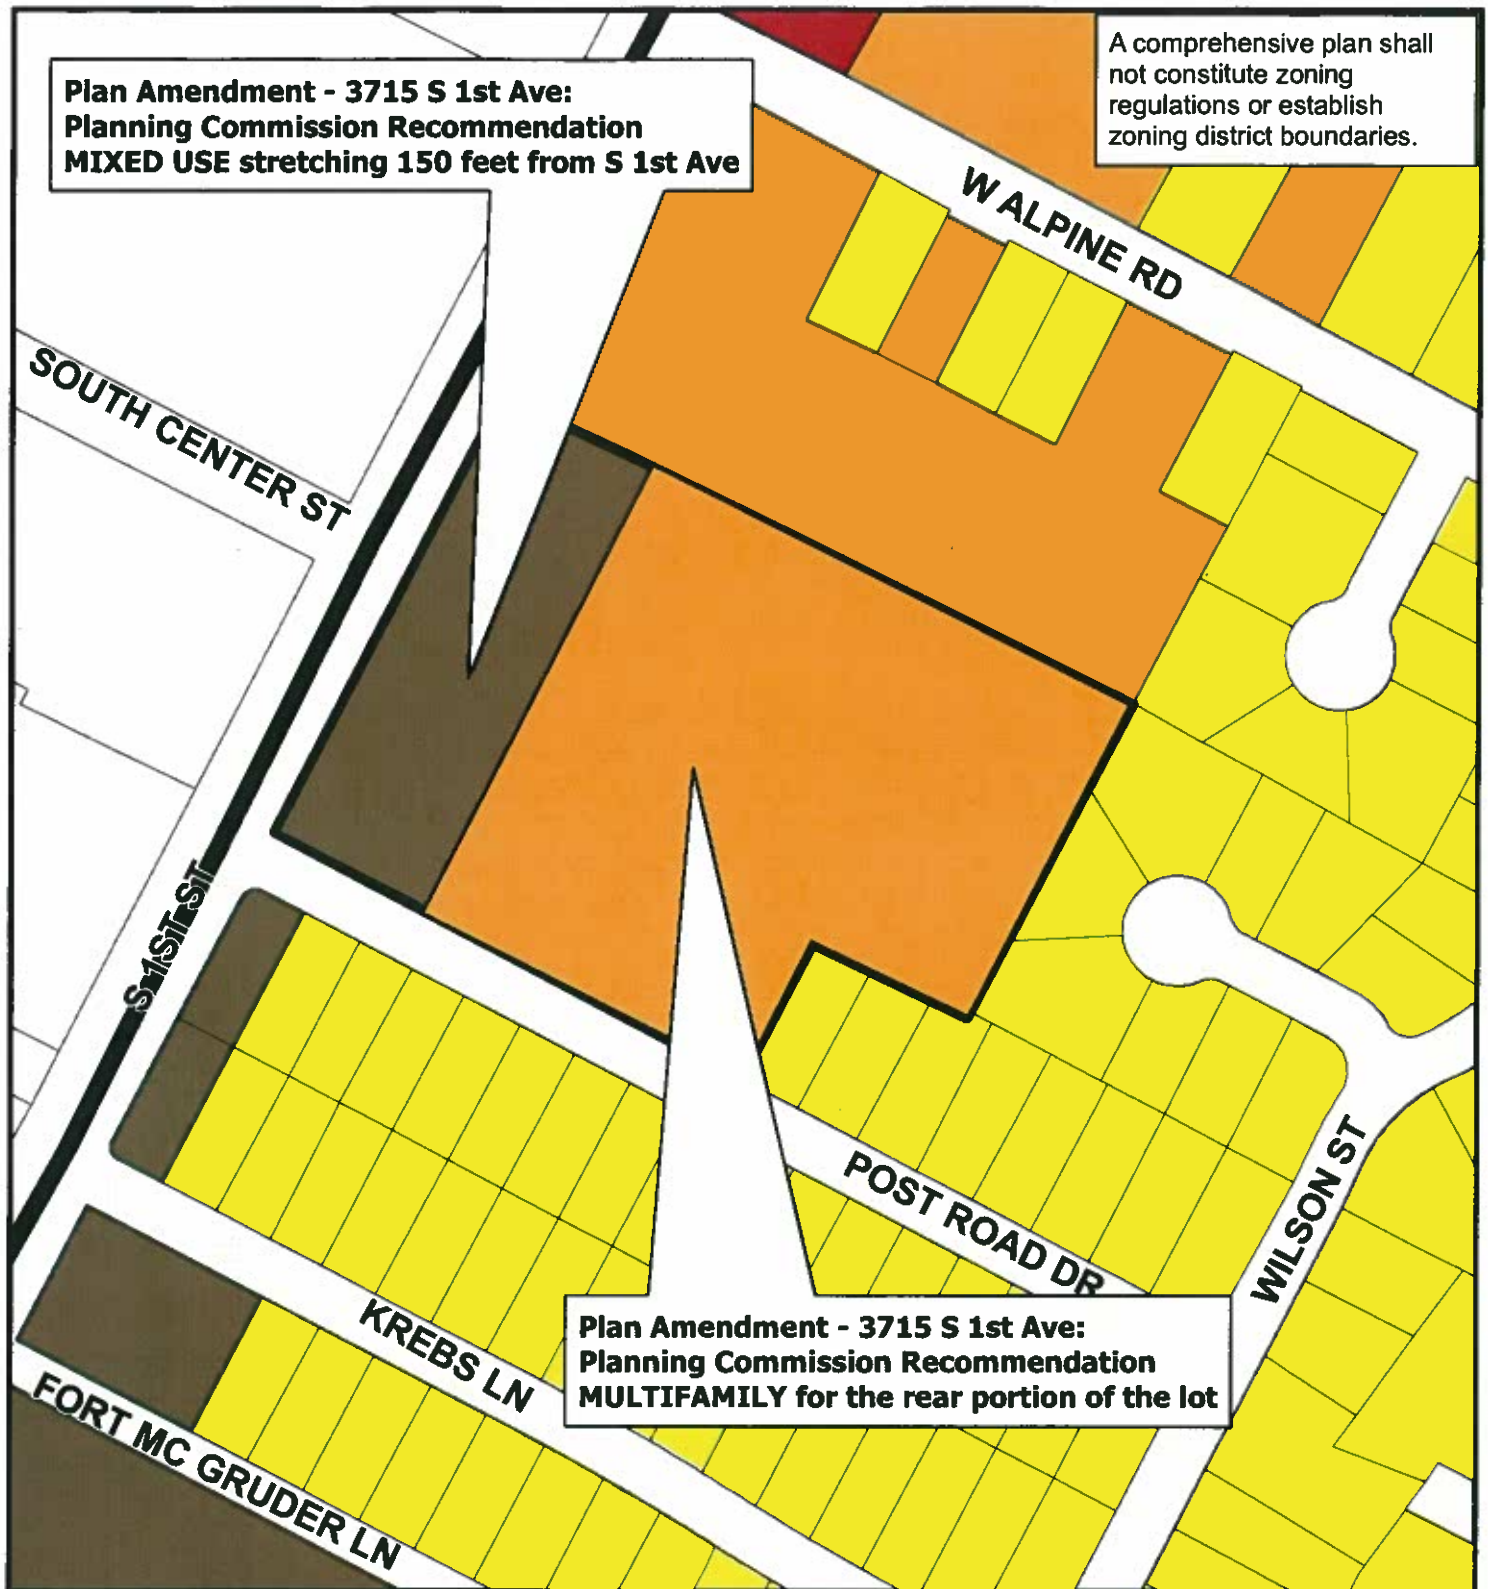 A comprehensive plan shall
not constitute zoning
regulations or establish
zoning district boundaries.
Plan Amendment - 3715 S 1st Ave:
Planning Commission Recommendation
MIXED USE stretching 150 feet from S 1st Ave
W ALPINE RD
SOUTH CENTER ST
S 1ST ST
POST ROAD DR
WILSON ST
KREBS LN
Plan Amendment - 3715 S 1st Ave:
Planning Commission Recommendation
MULTIFAMILY for the rear portion of the lot
FORT MC GRUDER LN